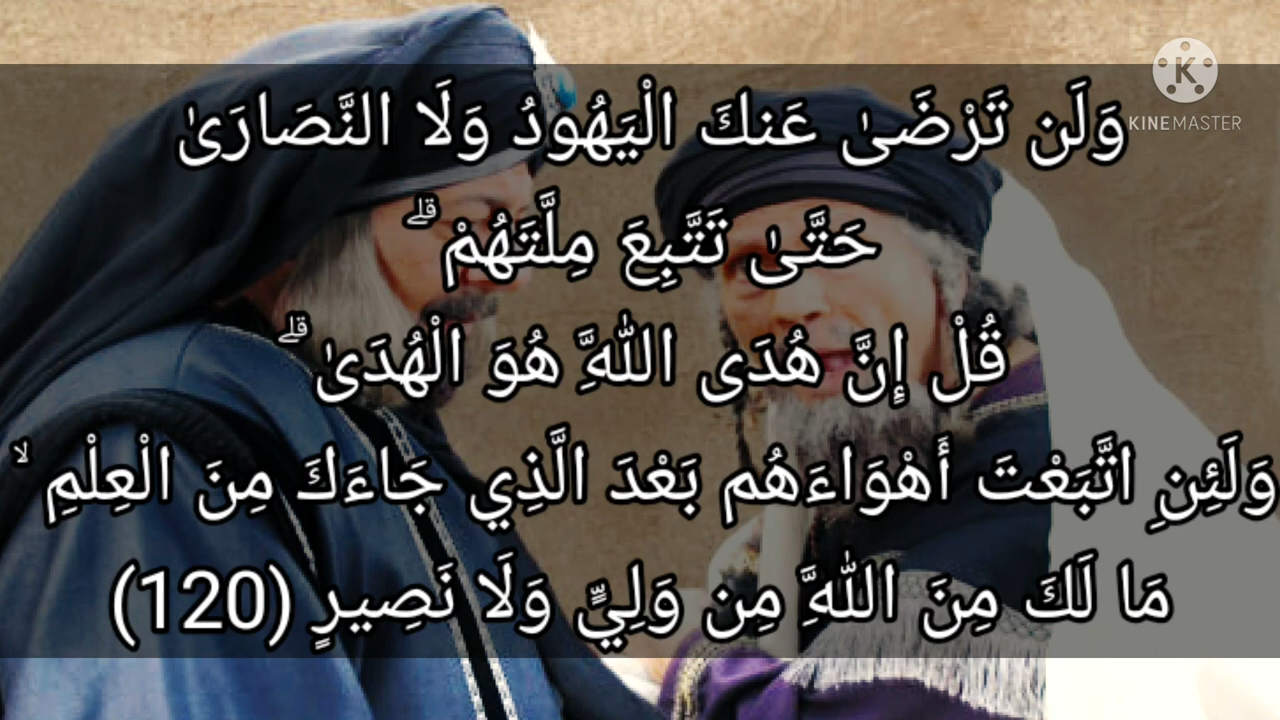 وَلَن تَرْضَىٰ عَنكَ الْيَهُودُ وَلَا النَّصَارَىٰ
حَتَّىٰ تَتَّبِعَ مِلَّتَهُمْ ۗ
قُلْ إِنَّ هُدَى اللَّهِ هُوَ الْهُدَىٰ ۗ
وَلَئِنِ اتَّبَعْتَ أَهْوَاءَهُم بَعْدَ الَّذِي جَاءَكَ مِنَ الْعِلْمِ ۙ
مَا لَكَ مِنَ اللَّهِ مِن وَلِيٍّ وَلَا نَصِيرٍ (120)
K
KINEMASTER